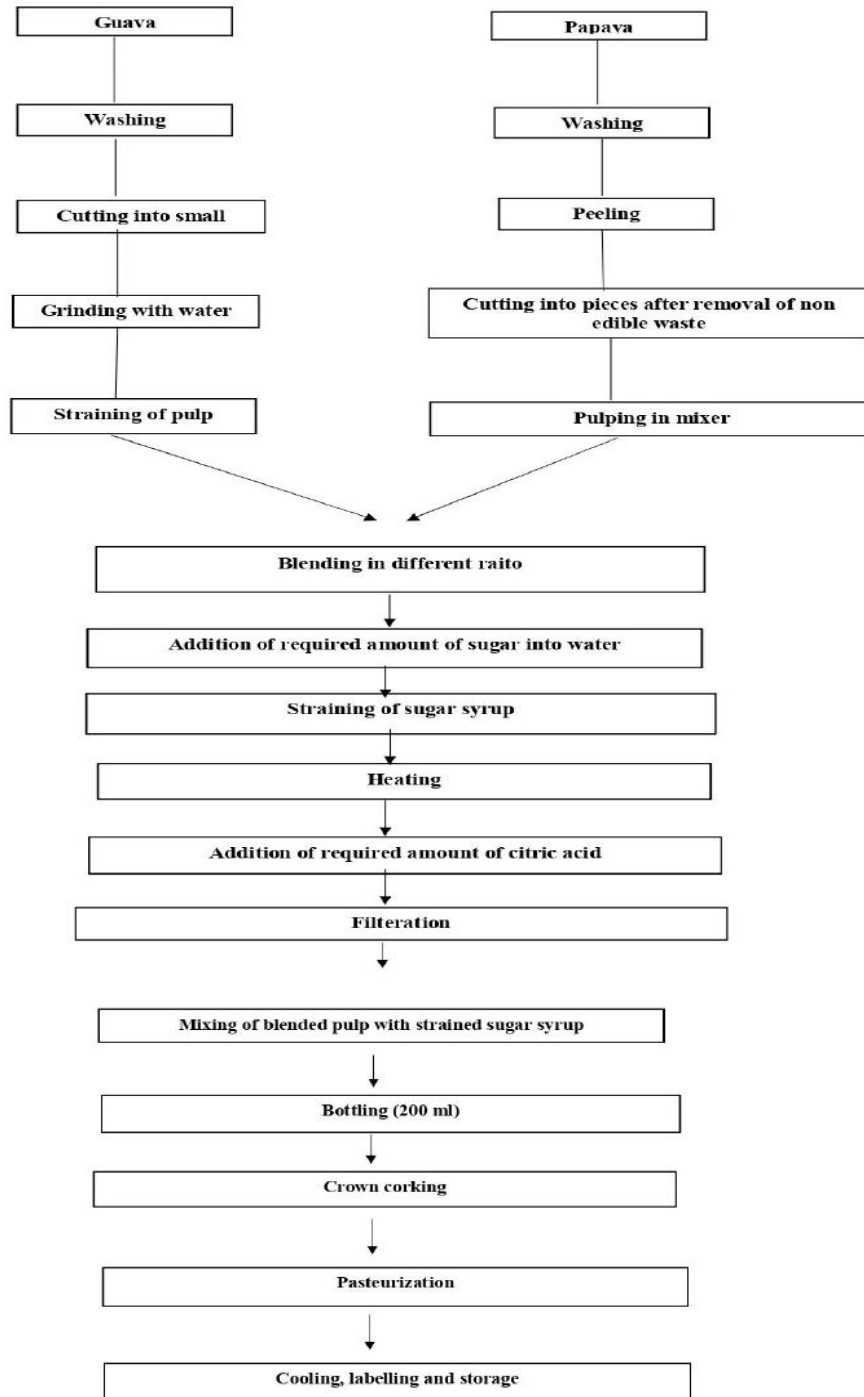 Guava
Washing
Cutting into small
Grinding with water
Straining of pulp
Papaya
Washing
Peeling
Cutting into pieces after removal of non
edible waste
Pulping in mixer
Blending in different raito
Addition of required amount of sugar into water
Straining of sugar syrup
Heating
Addition of required amount of citric acid
Filteration
Mixing of blended pulp with strained sugar syrup
Bottling (200 ml)
Crown corking
Pasteurization
Cooling, labelling and storage